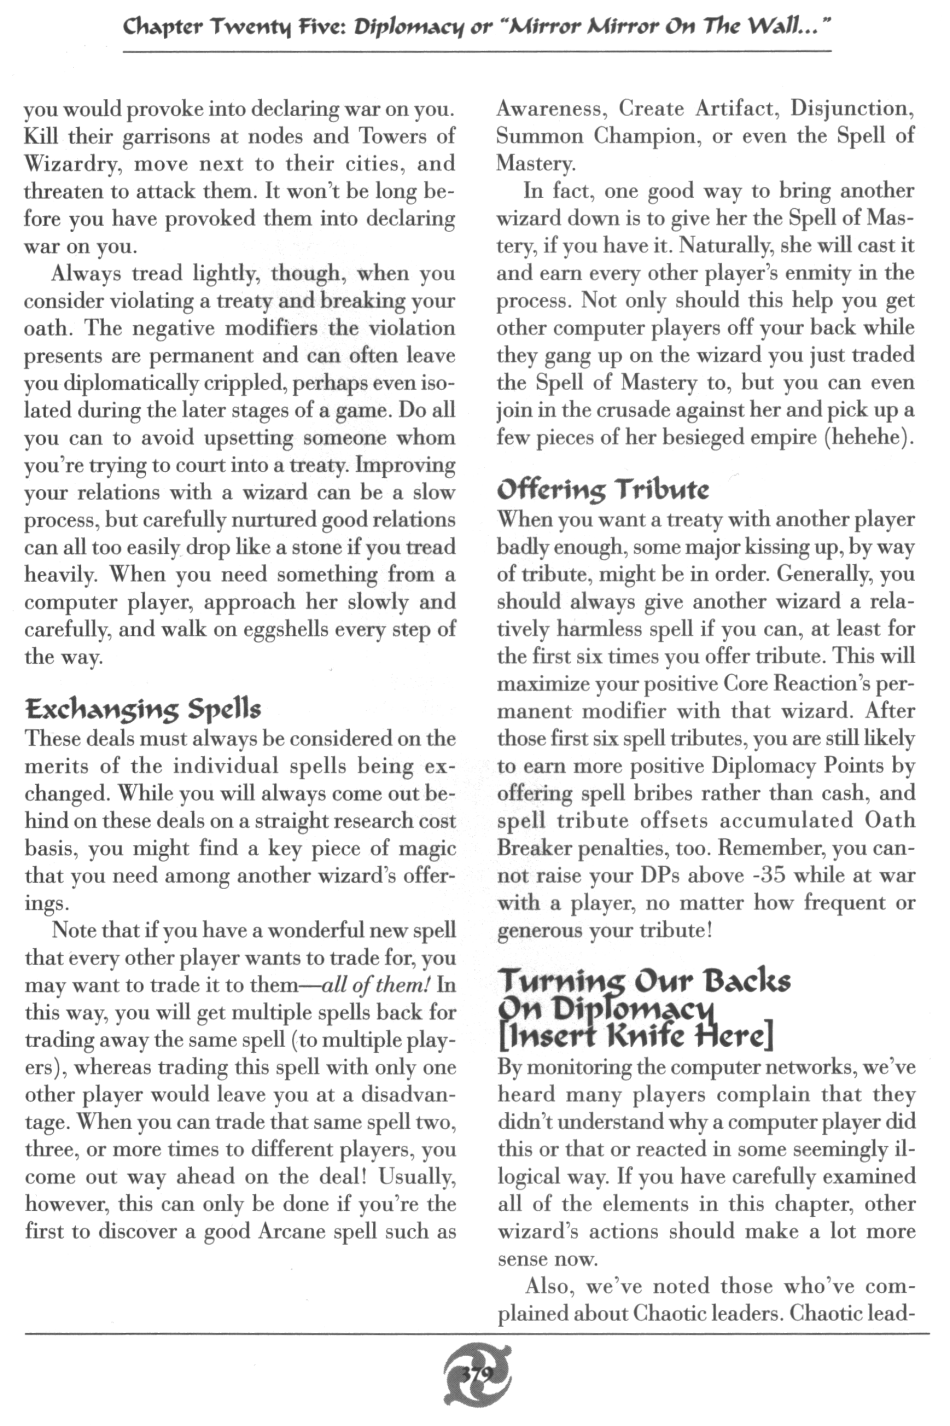 Chapter Twenty Five: Diplomacy or “Mirror Mirror On The Wall...”
you would provoke into declaring war on you.
Kill their garrisons at nodes and Towers of
Wizardry, move next to their cities, and
threaten to attack them. It won’t be long be-
fore you have provoked them into declaring
war on you.
Always tread lightly, though, when you
consider violating a treaty and breaking your
oath. The negative modifiers the violation
presents are permanent and can often leave
you diplomatically crippled, perhaps even iso-
lated during the later stages of a game. Do all
you can to avoid upsetting someone whom
you’re trying to court into a treaty. Improving
your relations with a wizard can be a slow
process, but carefully nurtured good relations
can all too easily drop like a stone if you tread
heavily. When you need something from a
computer player, approach her slowly and
carefully, and walk on eggshells every step of
the way.
Exchanging Spells
These deals must always be considered on the
merits of the individual spells being ex-
changed. While you will always come out be-
hind on these deals on a straight research cost
basis, you might find a key piece of magic
that you need among another wizard’s offer-
ings.
Note that if you have a wonderful new spell
that every other player wants to trade for, you
may want to trade it to them—all of them! In
this way, you will get multiple spells back for
trading away the same spell (to multiple play-
ers), whereas trading this spell with only one
other player would leave you at a disadvan-
tage. When you can trade that same spell two,
three, or more times to different players, you
come out way ahead on the deal! Usually,
however, this can only be done if you’re the
first to discover a good Arcane spell such as
Awareness, Create Artifact, Disjunction,
Summon Champion, or even the Spell of
Mastery.
In fact, one good way to bring another
wizard down is to give her the Spell of Mas-
tery, if you have it. Naturally, she will cast it
and earn every other player’s enmity in the
process. Not only should this help you get
other computer players off your back while
they gang up on the wizard you just traded
the Spell of Mastery to, but you can even
join in the crusade against her and pick up a
few pieces of her besieged empire (hehehe).
Offering Tribute
When you want a treaty with another player
badly enough, some major kissing up, by way
of tribute, might be in order. Generally, you
should always give another wizard a rela-
tively harmless spell if you can, at least for
the first six times you offer tribute. This will
maximize your positive Core Reaction’s per-
manent modifier with that wizard. After
those first six spell tributes, you are still likely
to earn more positive Diplomacy Points by
offering spell bribes rather than cash, and
spell tribute offsets accumulated Oath
Breaker penalties, too. Remember, you can-
not raise your DPs above -35 while at war
with a player, no matter how frequent or
generous your tribute!
Turning Our Backs
On Diplomacy
[Insert Knife Here]
By monitoring the computer networks, we’ve
heard many players complain that they
didn’t understand why a computer player did
this or that or reacted in some seemingly il-
logical way. If you have carefully examined
all of the elements in this chapter, other
wizard’s actions should make a lot more
sense now.
Also, we’ve noted those who’ve com-
plained about Chaotic leaders. Chaotic lead-
379